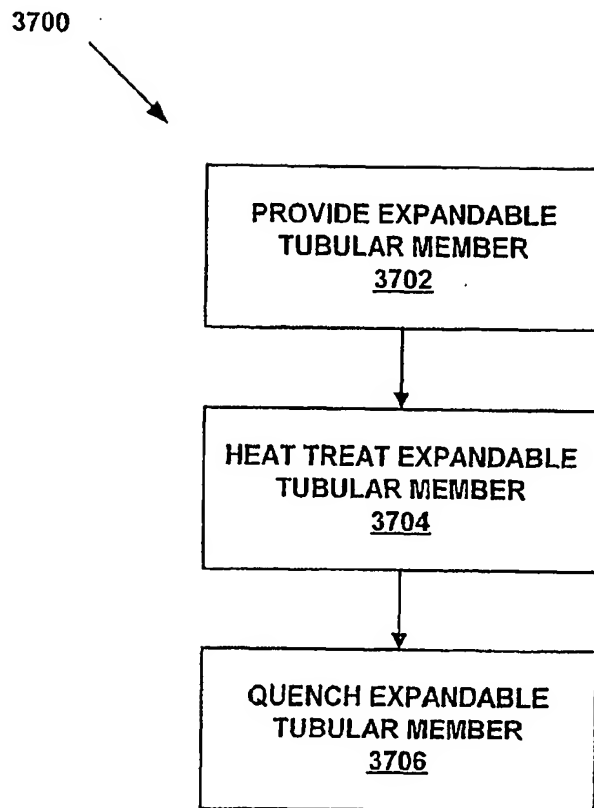 3700
PROVIDE EXPANDABLE
TUBULAR MEMBER
3702
HEAT TREAT EXPANDABLE
TUBULAR MEMBER
3704
QUENCH EXPANDABLE
TUBULAR MEMBER
3706